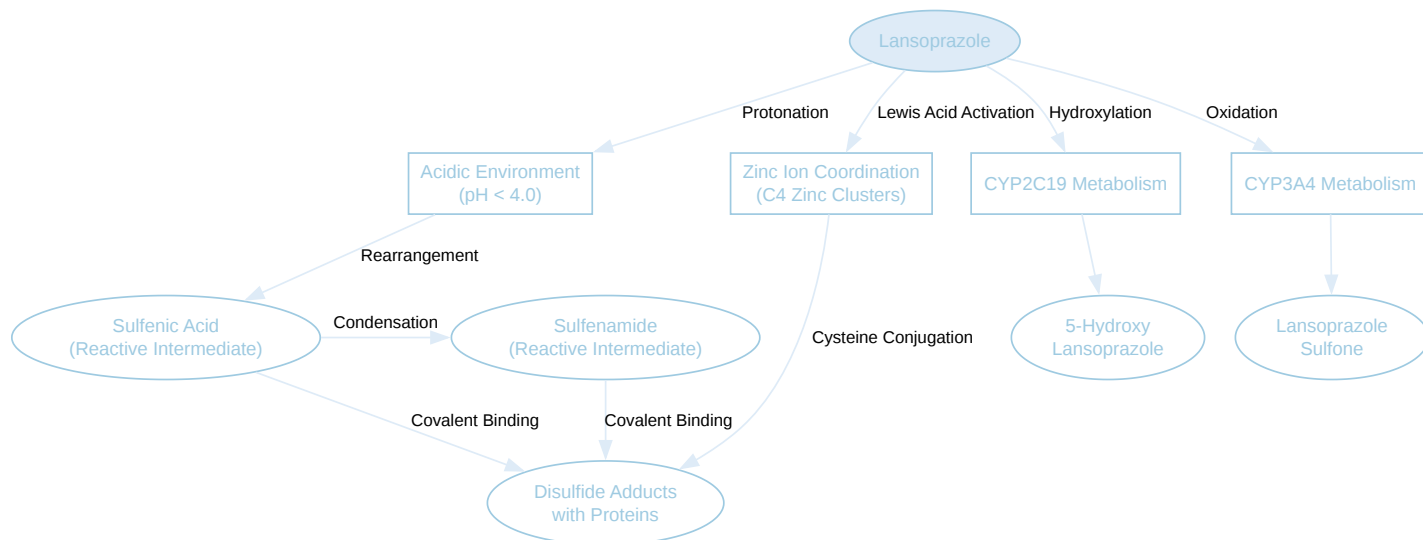 Lansoprazole
Protonation
Lewis Acid Activation
Hydroxylation
Oxidation
Acidic Environment
(pH < 4.0)
Zinc Ion Coordination
(C4 Zinc Clusters)
CYP2C19 Metabolism
CYP3A4 Metabolism
Rearrangement
Sulfenic Acid
(Reactive Intermediate)
Condensation
Sulfenamide
(Reactive Intermediate)
Cysteine Conjugation
5-Hydroxy
Lansoprazole
Lansoprazole
Sulfone
Covalent Binding
Covalent Binding
Disulfide Adducts
with Proteins